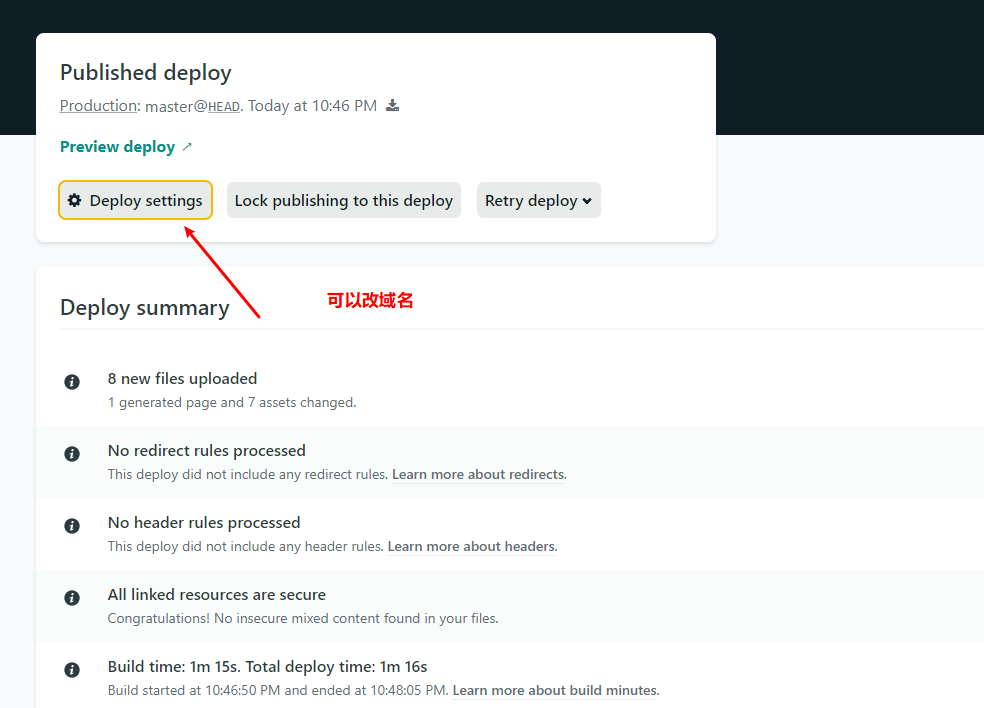 Published deploy
Production: master@HEAD. Today at 10:46 PM
Preview deploy ↗
Deploy settings
Lock publishing to this deploy
Retry deploy
可以改域名
Deploy summary
8 new files uploaded
1 generated page and 7 assets changed.
No redirect rules processed
This deploy did not include any redirect rules. Learn more about redirects.
No header rules processed
This deploy did not include any header rules. Learn more about headers.
All linked resources are secure
Congratulations! No insecure mixed content found in your files.
Build time: 1m 15s. Total deploy time: 1m 16s
Build started at 10:46:50 PM and ended at 10:48:05 PM. Learn more about build minutes.